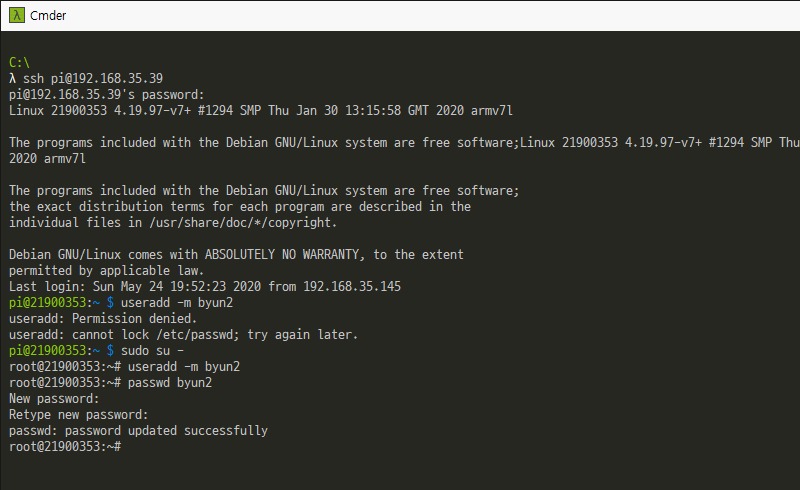 λ Cmder
C:\
λ ssh pi@192.168.35.39
pi@192.168.35.39's password:
Linux 21900353 4.19.97-v7+ #1294 SMP Thu Jan 30 13:15:58 GMT 2020 armv7l
The programs included with the Debian GNU/Linux system are free software;Linux 21900353 4.19.97-v7+ #1294 SMP Thu
2020 armv7l
The programs included with the Debian GNU/Linux system are free software;
the exact distribution terms for each program are described in the
individual files in /usr/share/doc/*/copyright.
Debian GNU/Linux comes with ABSOLUTELY NO WARRANTY, to the extent
permitted by applicable law.
Last login: Sun May 24 19:52:23 2020 from 192.168.35.145
pi@21900353:~ $ useradd -m byun2
useradd: Permission denied.
useradd: cannot lock /etc/passwd; try again later.
pi@21900353:~ $ sudo su -
root@21900353:~# useradd -m byun2
root@21900353:~# passwd byun2
New password:
Retype new password:
passwd: password updated successfully
root@21900353:~#